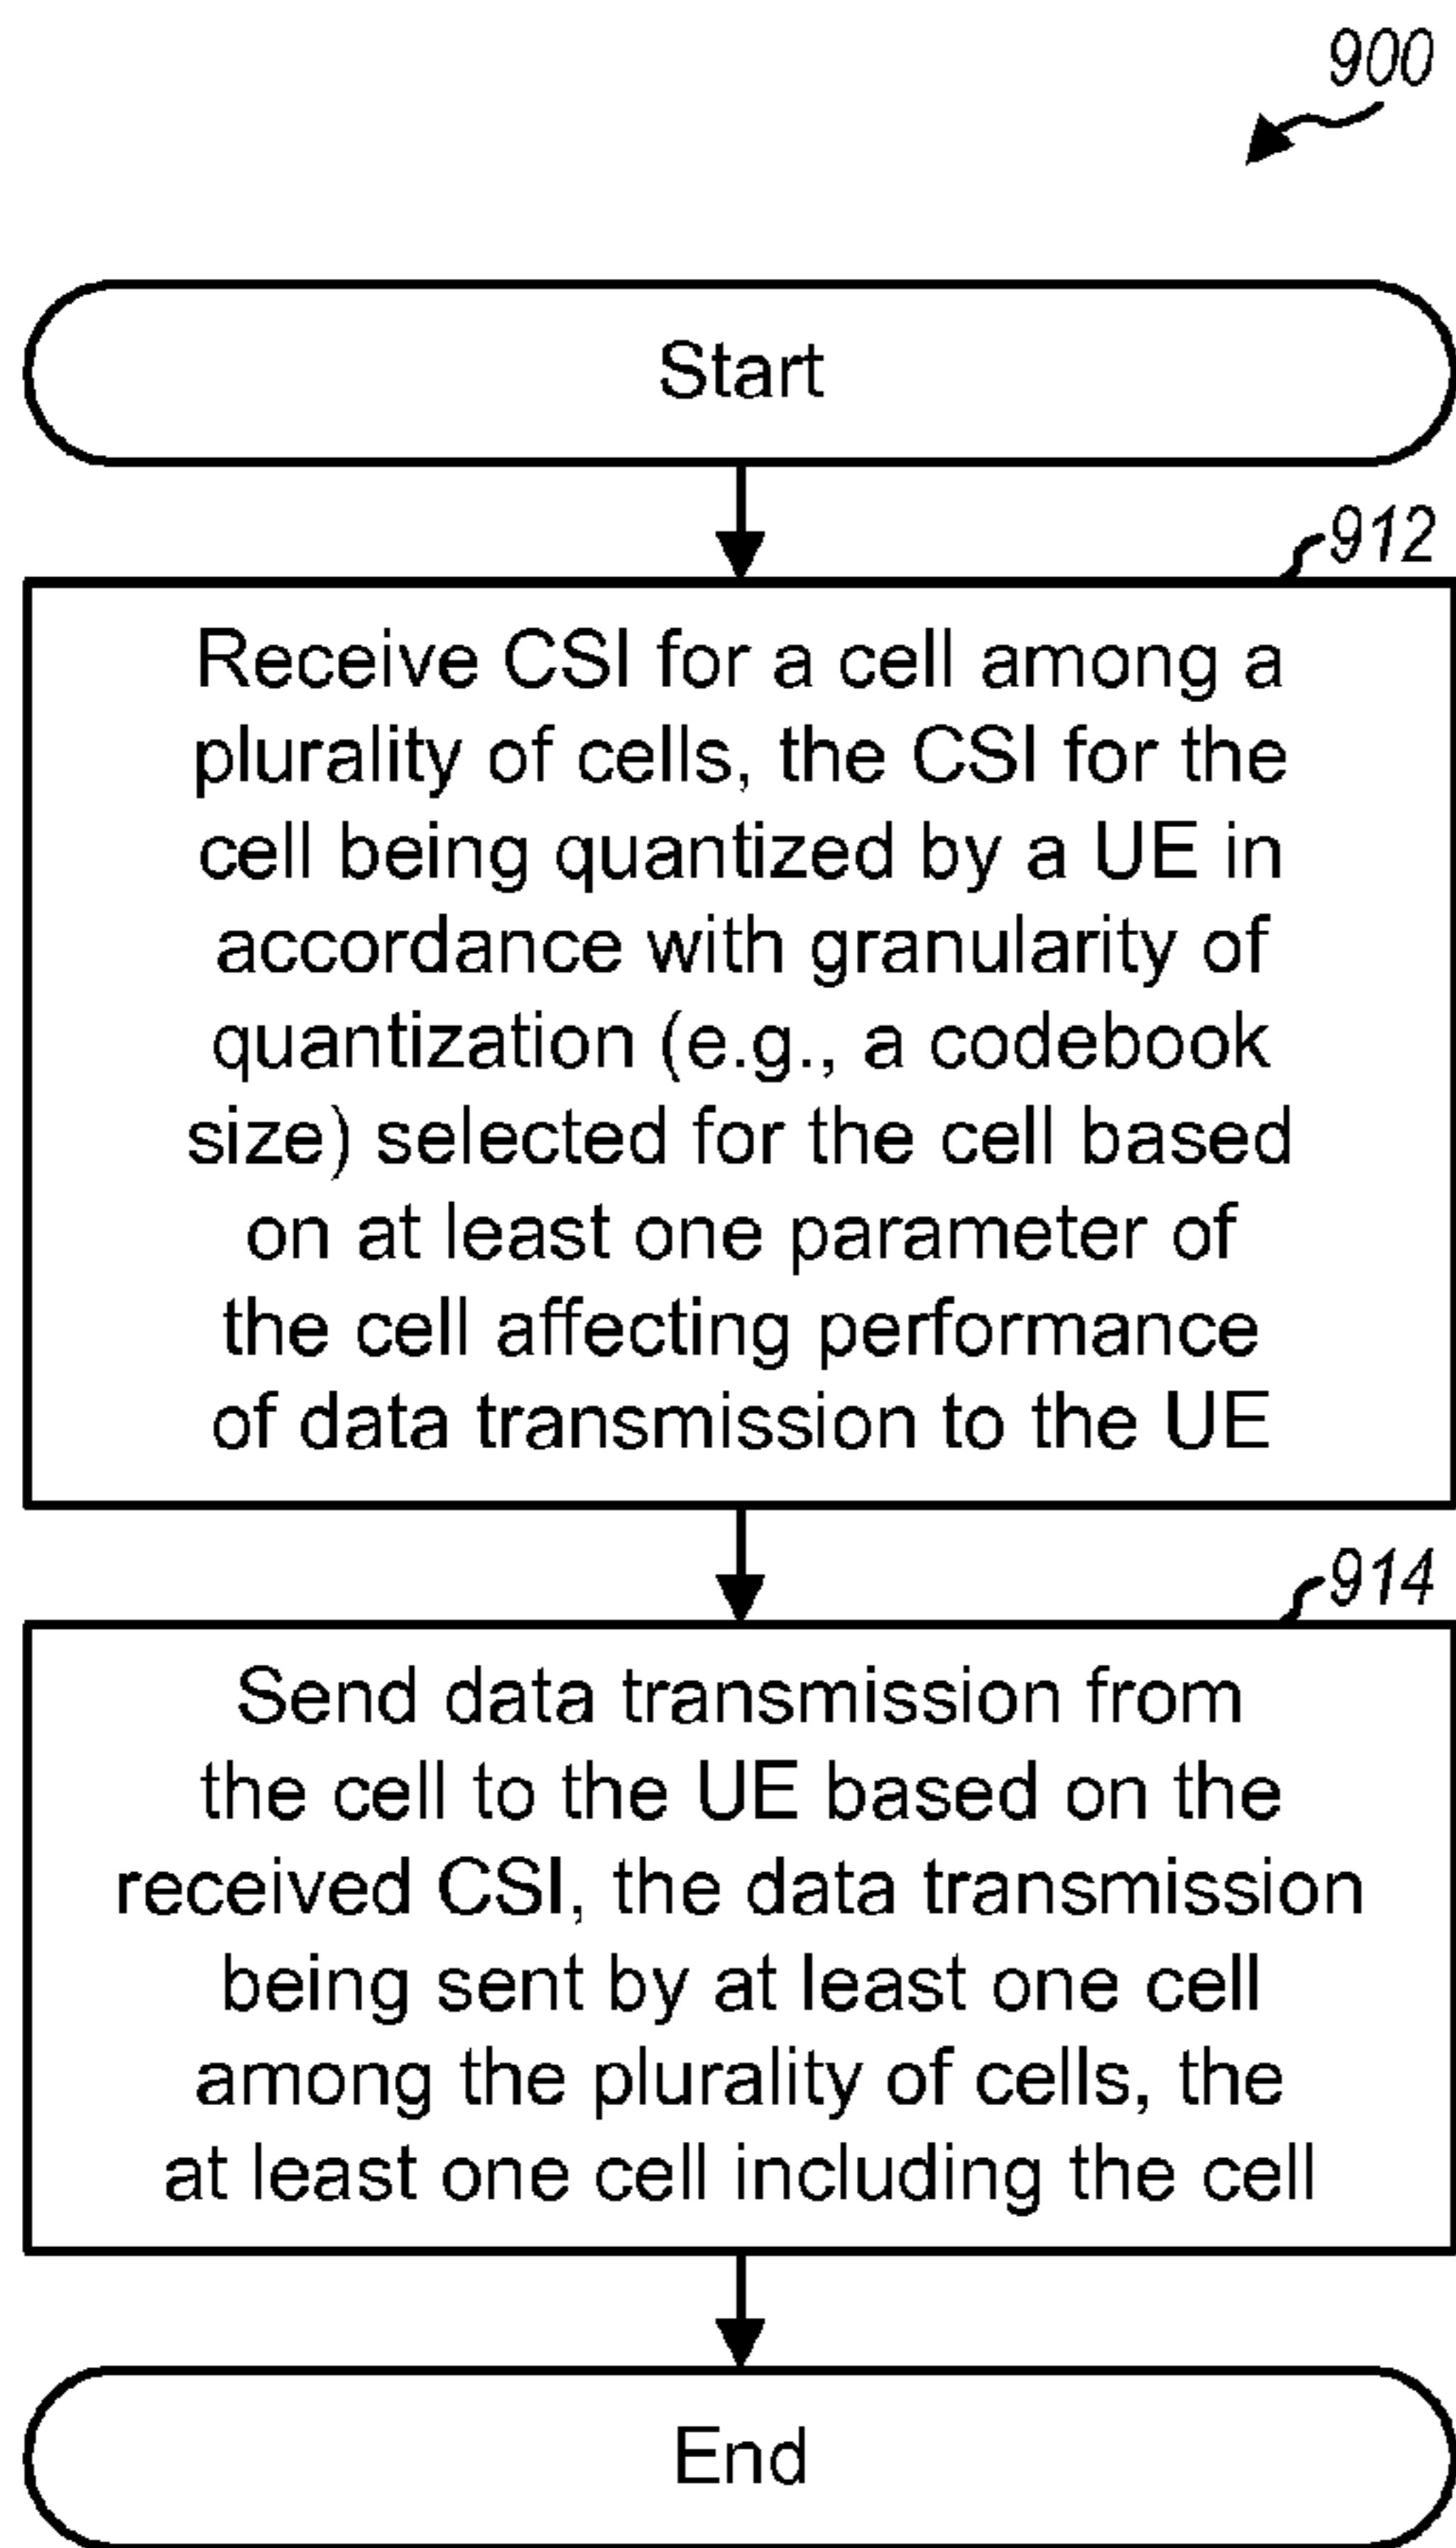 900
Start
912
Receive CSI for a cell among a
plurality of cells, the CSI for the
cell being quantized by a UE in
accordance with granularity of
quantization (e.g., a codebook
size) selected for the cell based
on at least one parameter of
the cell affecting performance
of data transmission to the UE
914
Send data transmission from
the cell to the UE based on the
received CSI, the data transmission
being sent by at least one cell
among the plurality of cells, the
at least one cell including the cell
End